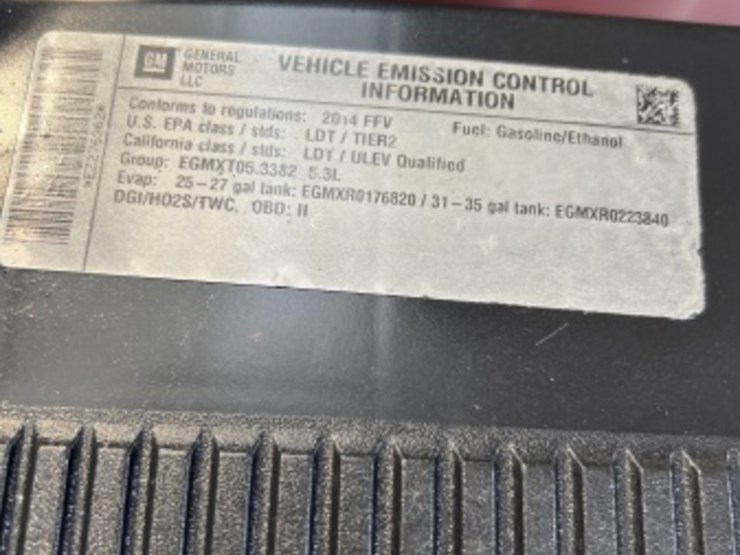 GM
GENERAL
MOTORS
LLC
VEHICLE EMISSION CONTROL
INFORMATION
Conforms to regulations: 2014 FFV Fuel: Gasoline/Ethanol
U.S. EPA class / stds: LDT / TIER2
California class / stds: LDT / ULEV Qualified
Group: EGMXT05.3382 5.3L
Evap: 25-27 gal tank: EGMXR0176820 / 31-35 gal tank: EGMXR0223840
DGI/HO2S/TWC, OBD: II